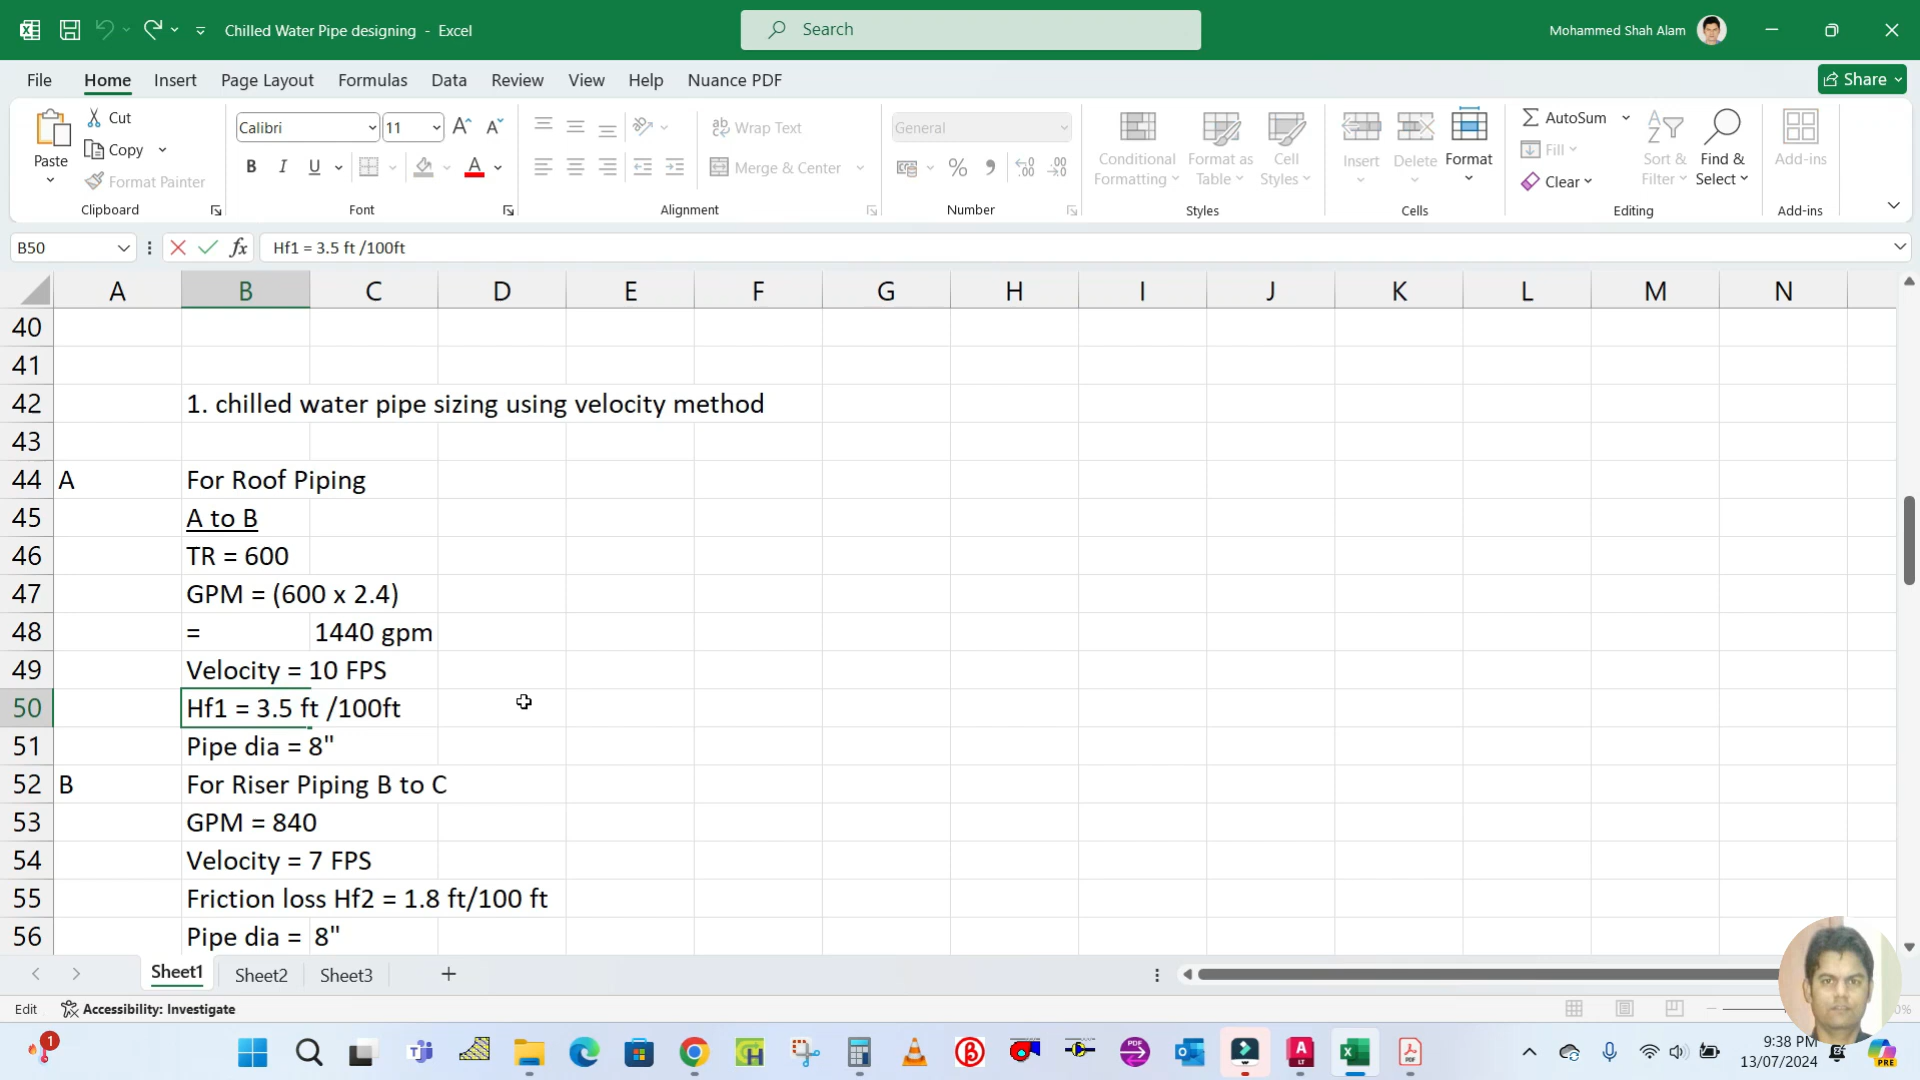 Chilled Water Pipe designing - Excel
Search
Mohammed Shah Alam
File Home Insert Page Layout Formulas Data Review View Help Nuance PDF
Share
Paste
Cut
Copy
Format Painter
Clipboard
Calibri 11
B I U A
Font
Wrap Text
Merge & Center
Alignment
General
Number
Conditional Formatting
Format as Table
Cell Styles
Styles
Insert
Delete
Format
Cells
AutoSum
Fill
Clear
Sort & Filter
Find & Select
Editing
Add-ins
Add-ins
B50
fx Hf1 = 3.5 ft /100ft
A B C D E F G H I J K L M N
40
41
42 1. chilled water pipe sizing using velocity method
43
44 A For Roof Piping
45 A to B
46 TR = 600
47 GPM = (600 x 2.4)
48 = 1440 gpm
49 Velocity = 10 FPS
50 Hf1 = 3.5 ft /100ft
51 Pipe dia = 8"
52 B For Riser Piping B to C
53 GPM = 840
54 Velocity = 7 FPS
55 Friction loss Hf2 = 1.8 ft/100 ft
56 Pipe dia = 8"
Sheet1 Sheet2 Sheet3
Edit Accessibility: Investigate
1
9:38 PM
13/07/2024